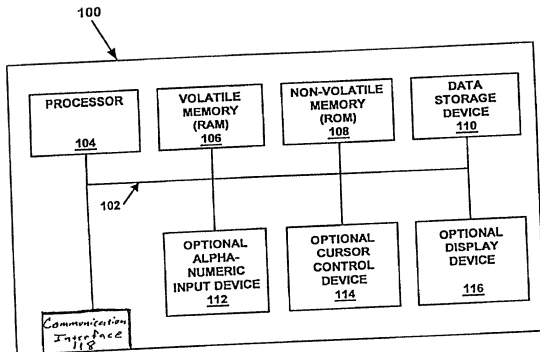 100
PROCESSOR
104
VOLATILE
MEMORY
(RAM)
106
NON-VOLATILE
MEMORY
(ROM)
108
DATA
STORAGE
DEVICE
110
102
OPTIONAL
ALPHA-
NUMERIC
INPUT DEVICE
112
OPTIONAL
CURSOR
CONTROL
DEVICE
114
OPTIONAL
DISPLAY
DEVICE
116
Communication
Interface
118